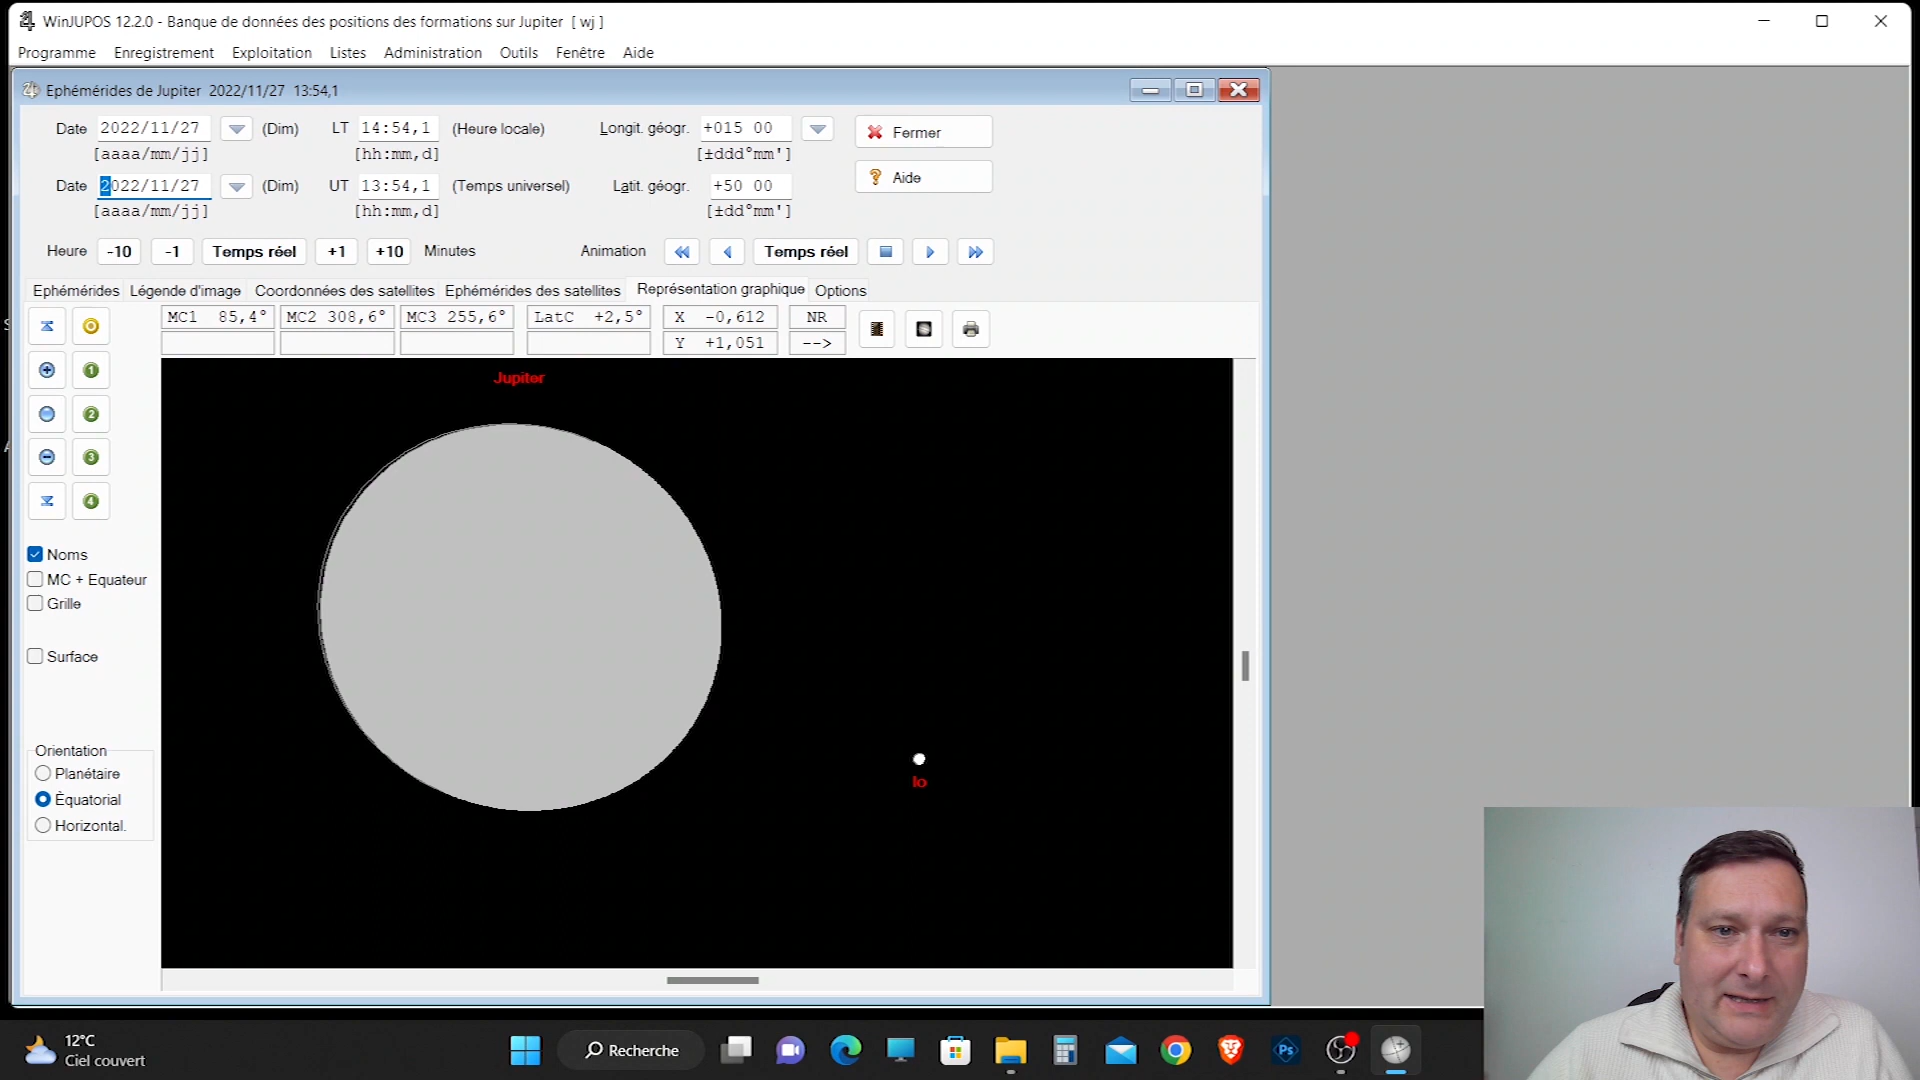 WinJUPOS 12.2.0 - Banque de données des positions des formations sur Jupiter [ wj ]
Programme Enregistrement Exploitation Listes Administration Outils Fenêtre Aide
Ephémérides de Jupiter 2022/11/27 13:54,1
Date 2022/11/27 (Dim) LT 14:54,1 (Heure locale) Longit. géogr. +015 00 Fermer
[aaaa/mm/jj] [hh:mm,d] [±ddd°mm']
Date 2022/11/27 (Dim) UT 13:54,1 (Temps universel) Latit. géogr. +50 00 Aide
[aaaa/mm/jj] [hh:mm,d] [±dd°mm']
Heure -10 -1 Temps réel +1 +10 Minutes Animation Temps réel
Ephémérides Légende d'image Coordonnées des satellites Ephémérides des satellites Représentation graphique Options
MC1 85,4° MC2 308,6° MC3 255,6° LatC +2,5° X -0,612 NR
Y +1,051 -->
Jupiter
1
2
3
4
Noms
MC + Equateur
Grille
Surface
Orientation
Planétaire
Èquatorial
Horizontal.
Io
12°C
Ciel couvert
Recherche
Ps